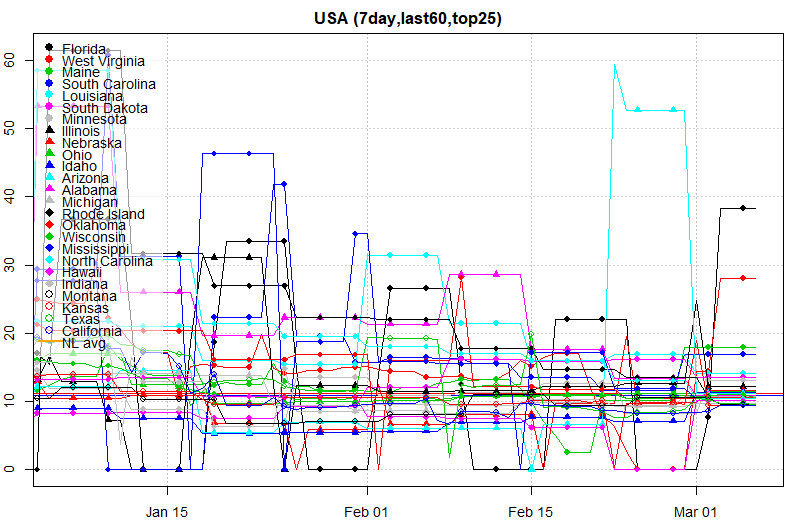 USA (7day,last60,top25)
60
50
40
30
20
10
0
Florida
West Virginia
Maine
South Carolina
Louisiana
South Dakota
Minnesota
Illinois
Nebraska
Ohio
Idaho
Arizona
Alabama
Michigan
Rhode Island
Oklahoma
Wisconsin
Mississippi
North Carolina
Hawaii
Indiana
Montana
Kansas
Texas
California
NL avg
Jan 15
Feb 01
Feb 15
Mar 01